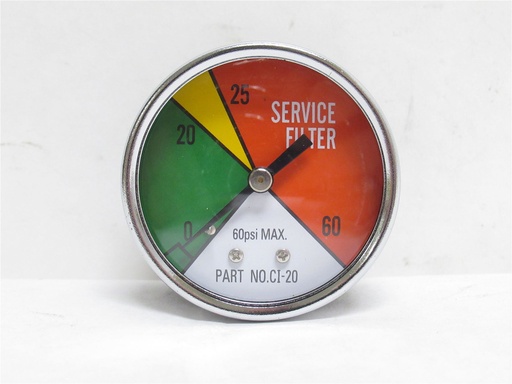 25
SERVICE
FILTER
20
0
60
60psi MAX.
PART NO.CI-20